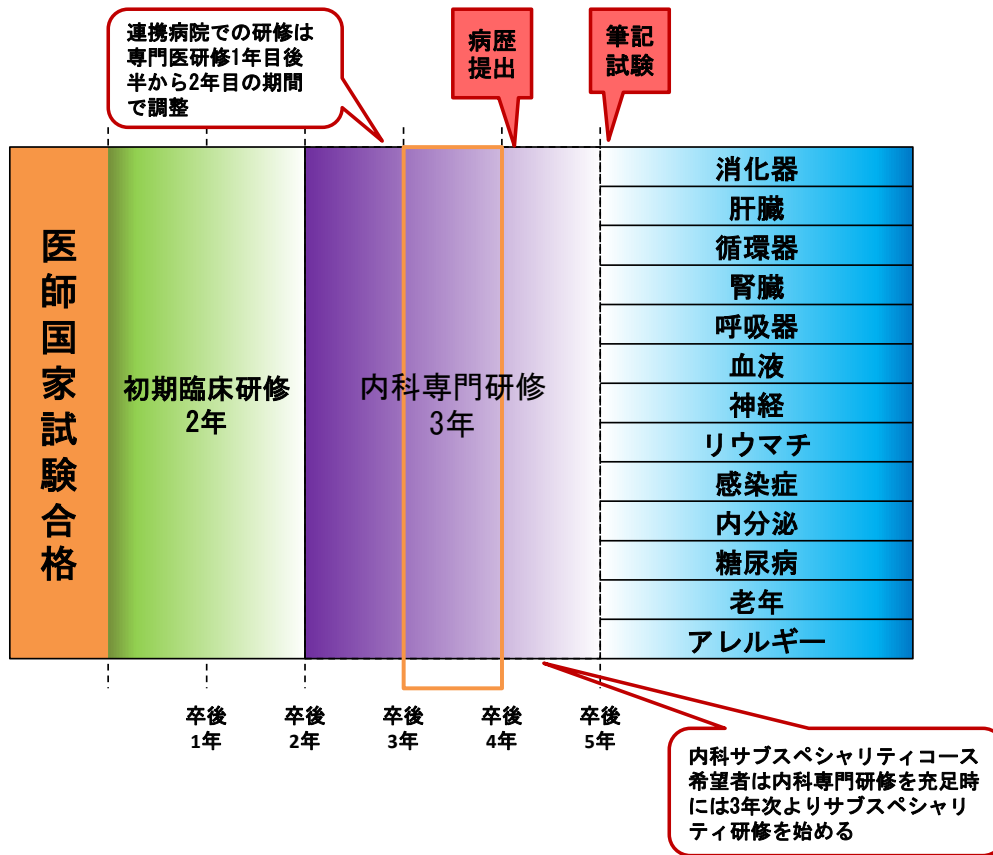 連携病院での研修は
専門医研修1年目後
半から2年目の期間
で調整
病歴
提出
筆記
試験
医師国家試験合格
初期臨床研修
2年
内科専門研修
3年
消化器
肝臓
循環器
腎臓
呼吸器
血液
神経
リウマチ
感染症
内分泌
糖尿病
老年
アレルギー
卒後
1年
卒後
2年
卒後
3年
卒後
4年
卒後
5年
内科サブスペシャリティコース
希望者は内科専門研修を充足時
には3年次よりサブスペシャリ
ティ研修を始める